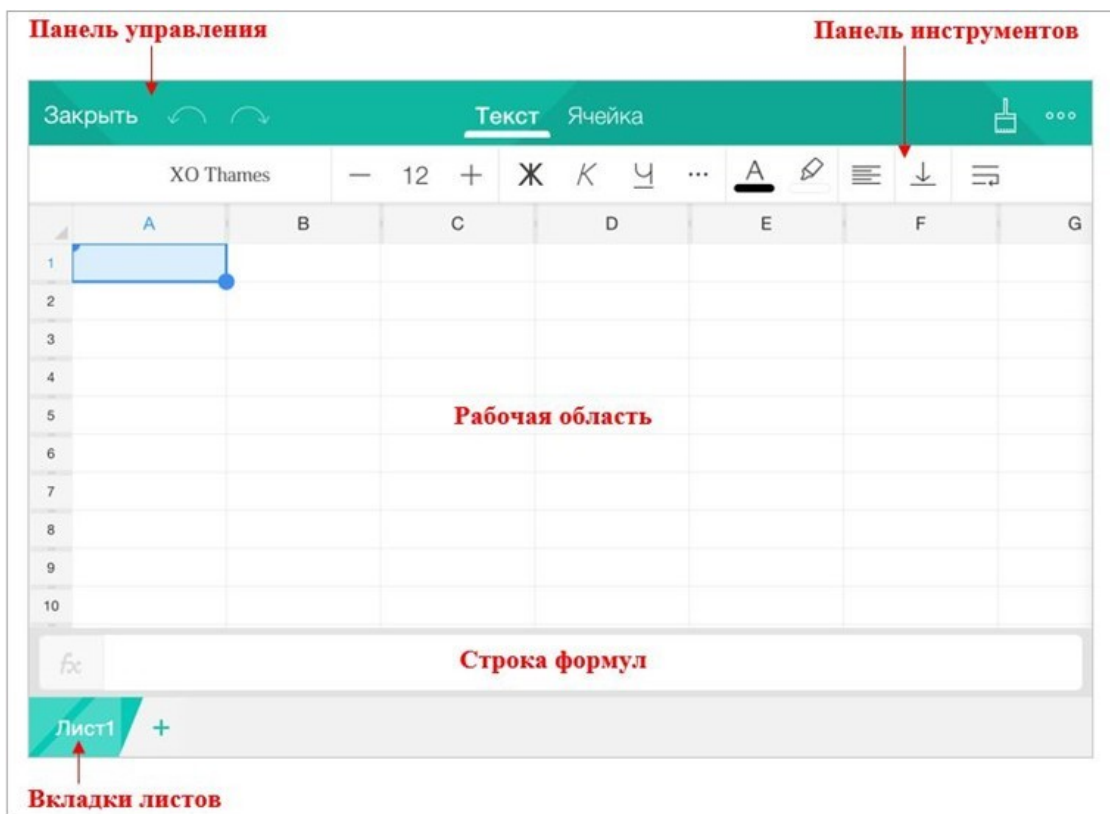 Панель управления
Панель инструментов
Закрыть Текст Ячейка
XO Thames — 12 + Ж К Ч ... А
A B C D E F G
1
2
3
4
5
Рабочая область
6
7
8
9
10
fx Строка формул
Лист1 +
Вкладки листов